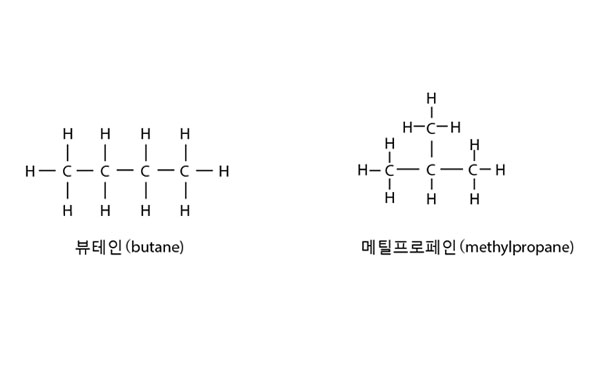 H H H H
H — C — C — C — C — H
H H H H
뷰테인(butane)
H
H—C—H
H H
H—C—C—C—H
H H H
메틸프로페인(methylpropane)